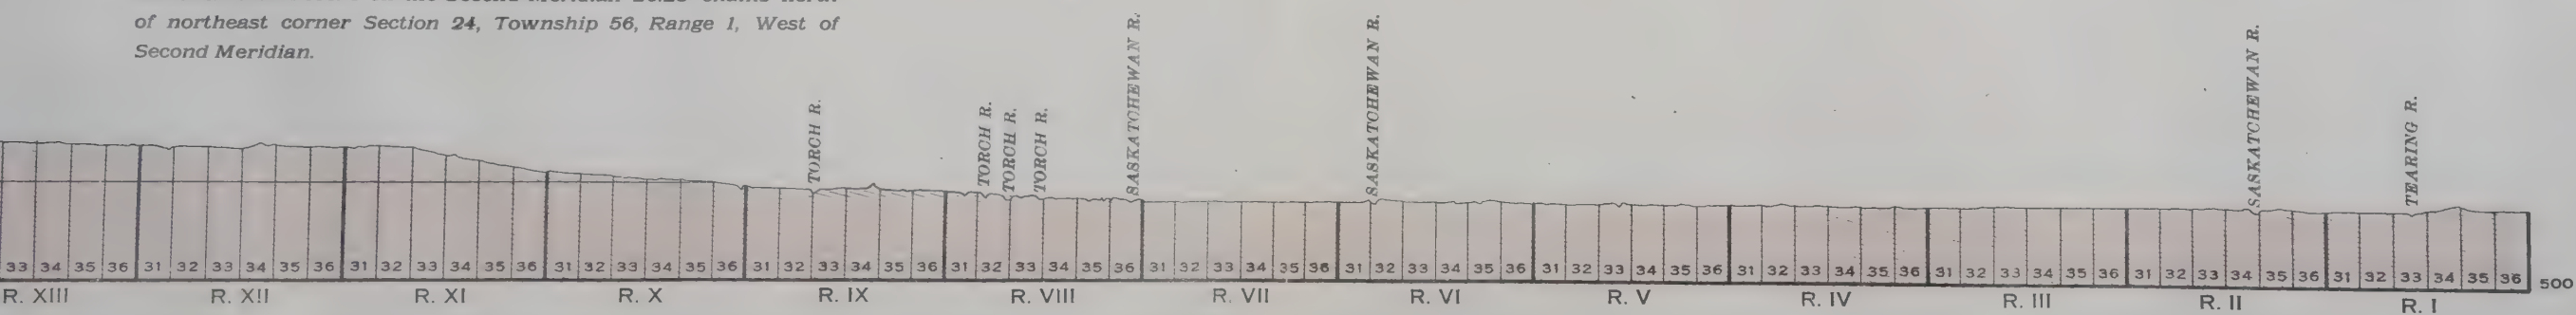 of northeast corner Section 24, Township 56, Range 1, West of
Second Meridian.
TORCH R.
TORCH R.
TORCH R.
TORCH R.
SASKATCHEWAN R.
SASKATCHEWAN R.
SASKATCHEWAN R.
TEARING R.
33 34 35 36 31 32 33 34 35 36 31 32 33 34 35 36 31 32 33 34 35 36 31 32 33 34 35 36 31 32 33 34 35 36 31 32 33 34 35 36 31 32 33 34 35 36 31 32 33 34 35 36 31 32 33 34 35 36 31 32 33 34 35 36 31 32 33 34 35 36 31 32 33 34 35 36 500
R. XIII R. XII R. XI R. X R. IX R. VIII R. VII R. VI R. V R. IV R. III R. II R. I